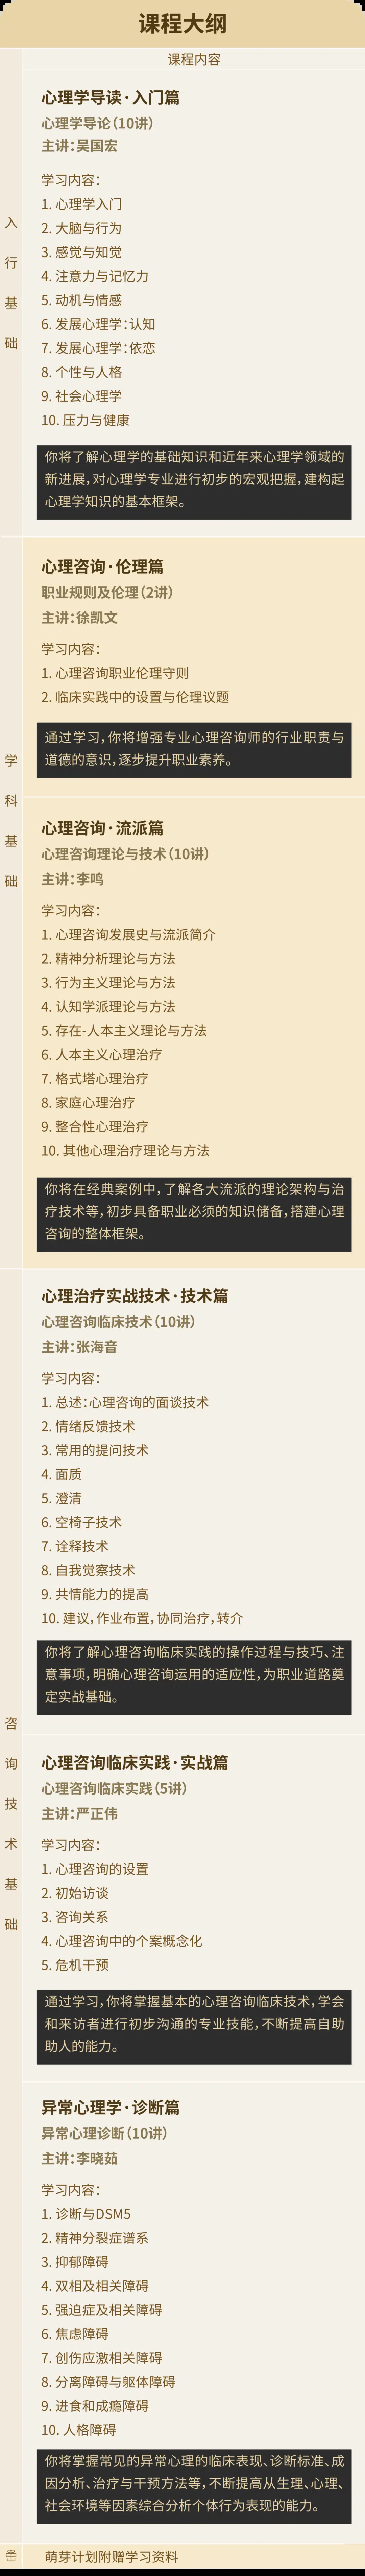 课程大纲
课程内容
入行基础
心理学导读·入门篇
心理学导论（10讲）
主讲：吴国宏
学习内容：
1. 心理学入门
2. 大脑与行为
3. 感觉与知觉
4. 注意力与记忆力
5. 动机与情感
6. 发展心理学：认知
7. 发展心理学：依恋
8. 个性与人格
9. 社会心理学
10. 压力与健康
你将了解心理学的基础知识和近年来心理学领域的
新进展，对心理学专业进行初步的宏观把握，建构起
心理学知识的基本框架。
学科基础
心理咨询·伦理篇
职业规则及伦理（2讲）
主讲：徐凯文
学习内容：
1. 心理咨询职业伦理守则
2. 临床实践中的设置与伦理议题
通过学习，你将增强专业心理咨询师的行业职责与
道德的意识，逐步提升职业素养。
心理咨询·流派篇
心理咨询理论与技术（10讲）
主讲：李鸣
学习内容：
1. 心理咨询发展史与流派简介
2. 精神分析理论与方法
3. 行为主义理论与方法
4. 认知学派理论与方法
5. 存在-人本主义理论与方法
6. 人本主义心理治疗
7. 格式塔心理治疗
8. 家庭心理治疗
9. 整合性心理治疗
10. 其他心理治疗理论与方法
你将在经典案例中，了解各大流派的理论架构与治
疗技术等，初步具备职业必须的知识储备，搭建心理
咨询的整体框架。
咨询技术基础
心理治疗实战技术·技术篇
心理咨询临床技术（10讲）
主讲：张海音
学习内容：
1. 总述：心理咨询的面谈技术
2. 情绪反馈技术
3. 常用的提问技术
4. 面质
5. 澄清
6. 空椅子技术
7. 诠释技术
8. 自我觉察技术
9. 共情能力的提高
10. 建议，作业布置，协同治疗，转介
你将了解心理咨询临床实践的操作过程与技巧、注
意事项，明确心理咨询运用的适应性，为职业道路奠
定实战基础。
心理咨询临床实践·实战篇
心理咨询临床实践（5讲）
主讲：严正伟
学习内容：
1. 心理咨询的设置
2. 初始访谈
3. 咨询关系
4. 心理咨询中的个案概念化
5. 危机干预
通过学习，你将掌握基本的心理咨询临床技术，学会
和来访者进行初步沟通的专业技能，不断提高自助
助人的能力。
异常心理学·诊断篇
异常心理诊断（10讲）
主讲：李晓茹
学习内容：
1. 诊断与DSM5
2. 精神分裂症谱系
3. 抑郁障碍
4. 双相及相关障碍
5. 强迫症及相关障碍
6. 焦虑障碍
7. 创伤应激相关障碍
8. 分离障碍与躯体障碍
9. 进食和成瘾障碍
10. 人格障碍
你将掌握常见的异常心理的临床表现、诊断标准、成
因分析、治疗与干预方法等，不断提高从生理、心理、
社会环境等因素综合分析个体行为表现的能力。
萌芽计划附赠学习资料